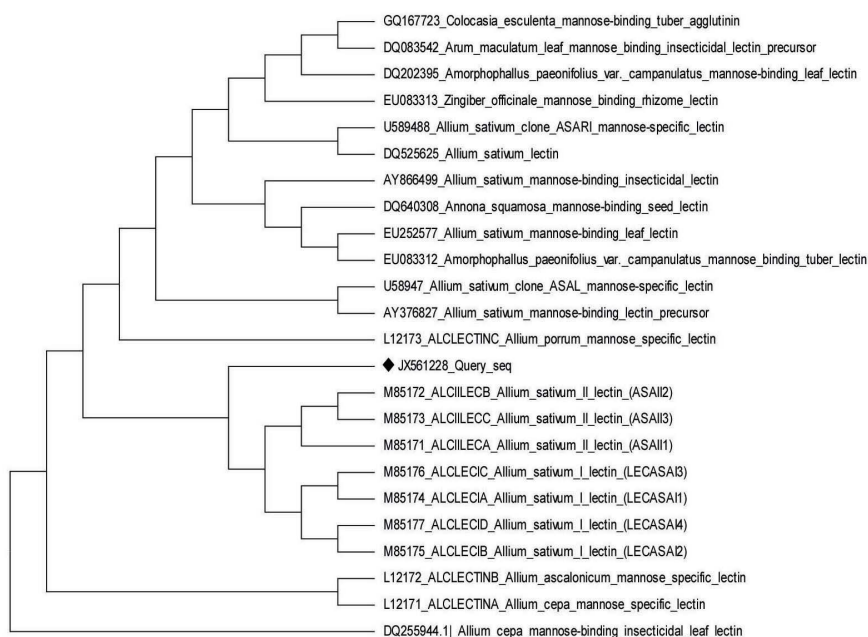 GQ167723_Colocasia_esculenta_mannose-binding_tuber_agglutinin
DQ083542_Arum_maculatum_leaf_mannose_binding_insecticidal_lectin_precursor
DQ202395_Amorphophallus_paeonifolius_var._campanulatus_mannose-binding_leaf_lectin
EU083313_Zingiber_officinale_mannose_binding_rhizome_lectin
U589488_Allium_sativum_clone_ASARI_mannose-specific_lectin
DQ525625_Allium_sativum_lectin
AY866499_Allium_sativum_mannose-binding_insecticidal_lectin
DQ640308_Annona_squamosa_mannose-binding_seed_lectin
EU252577_Allium_sativum_mannose-binding_leaf_lectin
EU083312_Amorphophallus_paeonifolius_var._campanulatus_mannose_binding_tuber_lectin
U58947_Allium_sativum_clone_ASAL_mannose-specific_lectin
AY376827_Allium_sativum_mannose-binding_lectin_precursor
L12173_ALCLECTINC_Allium_porrum_mannose_specific_lectin
JX561228_Query_seq
M85172_ALCIILECB_Allium_sativum_II_lectin_(ASAII2)
M85173_ALCIILECC_Allium_sativum_II_lectin_(ASAII3)
M85171_ALCIILECA_Allium_sativum_II_lectin_(ASAII1)
M85176_ALCLECIC_Allium_sativum_I_lectin_(LECASAI3)
M85174_ALCLECIA_Allium_sativum_I_lectin_(LECASAI1)
M85177_ALCLECID_Allium_sativum_I_lectin_(LECASAI4)
M85175_ALCLECIB_Allium_sativum_I_lectin_(LECASAI2)
L12172_ALCLECTINB_Allium_ascalonicum_mannose_specific_lectin
L12171_ALCLECTINA_Allium_cepa_mannose_specific_lectin
DQ255944.1|_Allium_cepa_mannose-binding_insecticidal_leaf_lectin